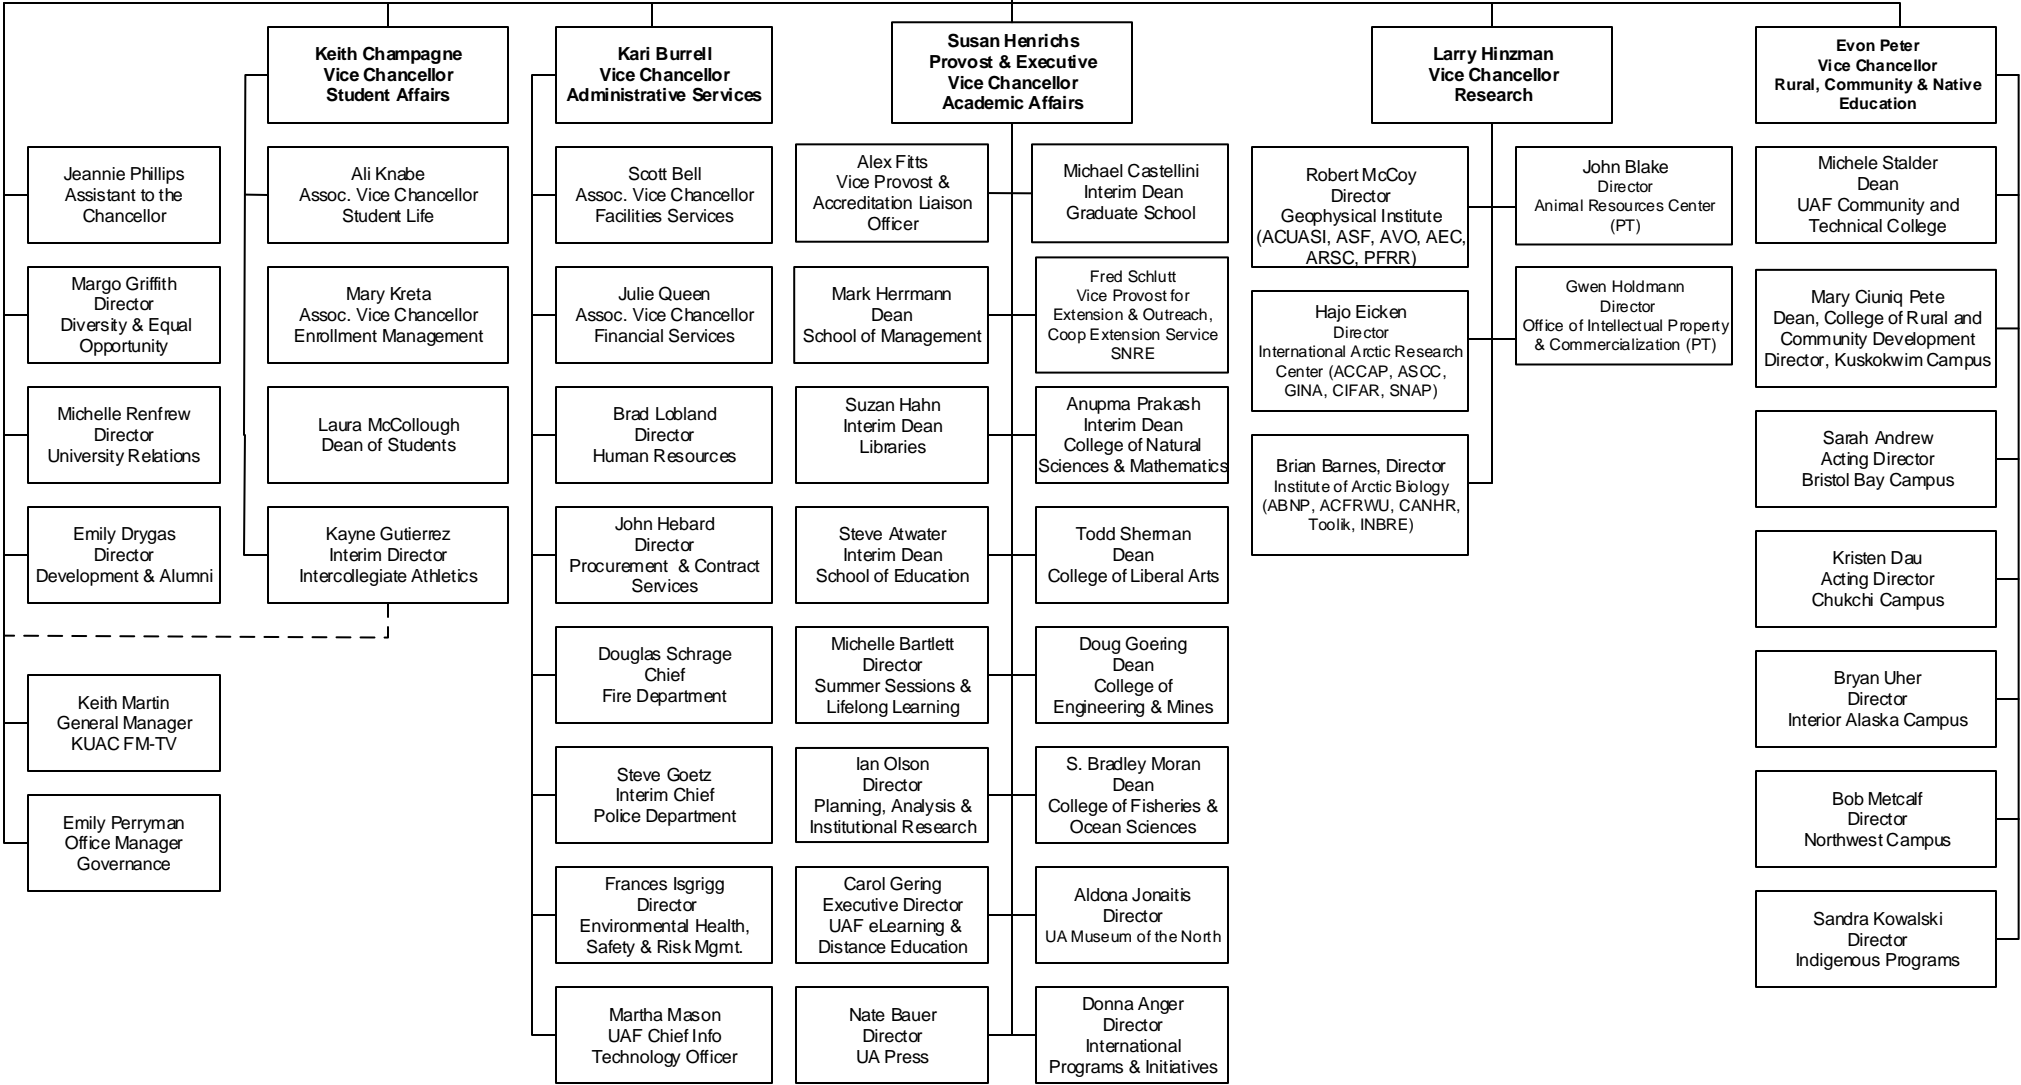 Keith Champagne
Vice Chancellor
Student Affairs
Kari Burrell
Vice Chancellor
Administrative Services
Susan Henrichs
Provost & Executive
Vice Chancellor
Academic Affairs
Larry Hinzman
Vice Chancellor
Research
Evon Peter
Vice Chancellor
Rural, Community & Native
Education
Jeannie Phillips
Assistant to the
Chancellor
Margo Griffith
Director
Diversity & Equal
Opportunity
Michelle Renfrew
Director
University Relations
Emily Drygas
Director
Development & Alumni
Keith Martin
General Manager
KUAC FM-TV
Emily Perryman
Office Manager
Governance
Ali Knabe
Assoc. Vice Chancellor
Student Life
Mary Kreta
Assoc. Vice Chancellor
Enrollment Management
Laura McCollough
Dean of Students
Kayne Gutierrez
Interim Director
Intercollegiate Athletics
Scott Bell
Assoc. Vice Chancellor
Facilities Services
Julie Queen
Assoc. Vice Chancellor
Financial Services
Brad Lobland
Director
Human Resources
John Hebard
Director
Procurement & Contract
Services
Douglas Schrage
Chief
Fire Department
Steve Goetz
Interim Chief
Police Department
Frances Isgrigg
Director
Environmental Health,
Safety & Risk Mgmt.
Martha Mason
UAF Chief Info
Technology Officer
Alex Fitts
Vice Provost &
Accreditation Liaison
Officer
Mark Herrmann
Dean
School of Management
Suzan Hahn
Interim Dean
Libraries
Steve Atwater
Interim Dean
School of Education
Michelle Bartlett
Director
Summer Sessions &
Lifelong Learning
Ian Olson
Director
Planning, Analysis &
Institutional Research
Carol Gering
Executive Director
UAF eLearning &
Distance Education
Nate Bauer
Director
UA Press
Michael Castellini
Interim Dean
Graduate School
Fred Schlutt
Vice Provost for
Extension & Outreach,
Coop Extension Service
SNRE
Anupma Prakash
Interim Dean
College of Natural
Sciences & Mathematics
Todd Sherman
Dean
College of Liberal Arts
Doug Goering
Dean
College of
Engineering & Mines
S. Bradley Moran
Dean
College of Fisheries &
Ocean Sciences
Aldona Jonaitis
Director
UA Museum of the North
Donna Anger
Director
International
Programs & Initiatives
Robert McCoy
Director
Geophysical Institute
(ACUASI, ASF, AVO, AEC,
ARSC, PFRR)
Hajo Eicken
Director
International Arctic Research
Center (ACCAP, ASCC,
GINA, CIFAR, SNAP)
Brian Barnes, Director
Institute of Arctic Biology
(ABNP, ACFRWU, CANHR,
Toolik, INBRE)
John Blake
Director
Animal Resources Center
(PT)
Gwen Holdmann
Director
Office of Intellectual Property
& Commercialization (PT)
Michele Stalder
Dean
UAF Community and
Technical College
Mary Ciuniq Pete
Dean, College of Rural and
Community Development
Director, Kuskokwim Campus
Sarah Andrew
Acting Director
Bristol Bay Campus
Kristen Dau
Acting Director
Chukchi Campus
Bryan Uher
Director
Interior Alaska Campus
Bob Metcalf
Director
Northwest Campus
Sandra Kowalski
Director
Indigenous Programs